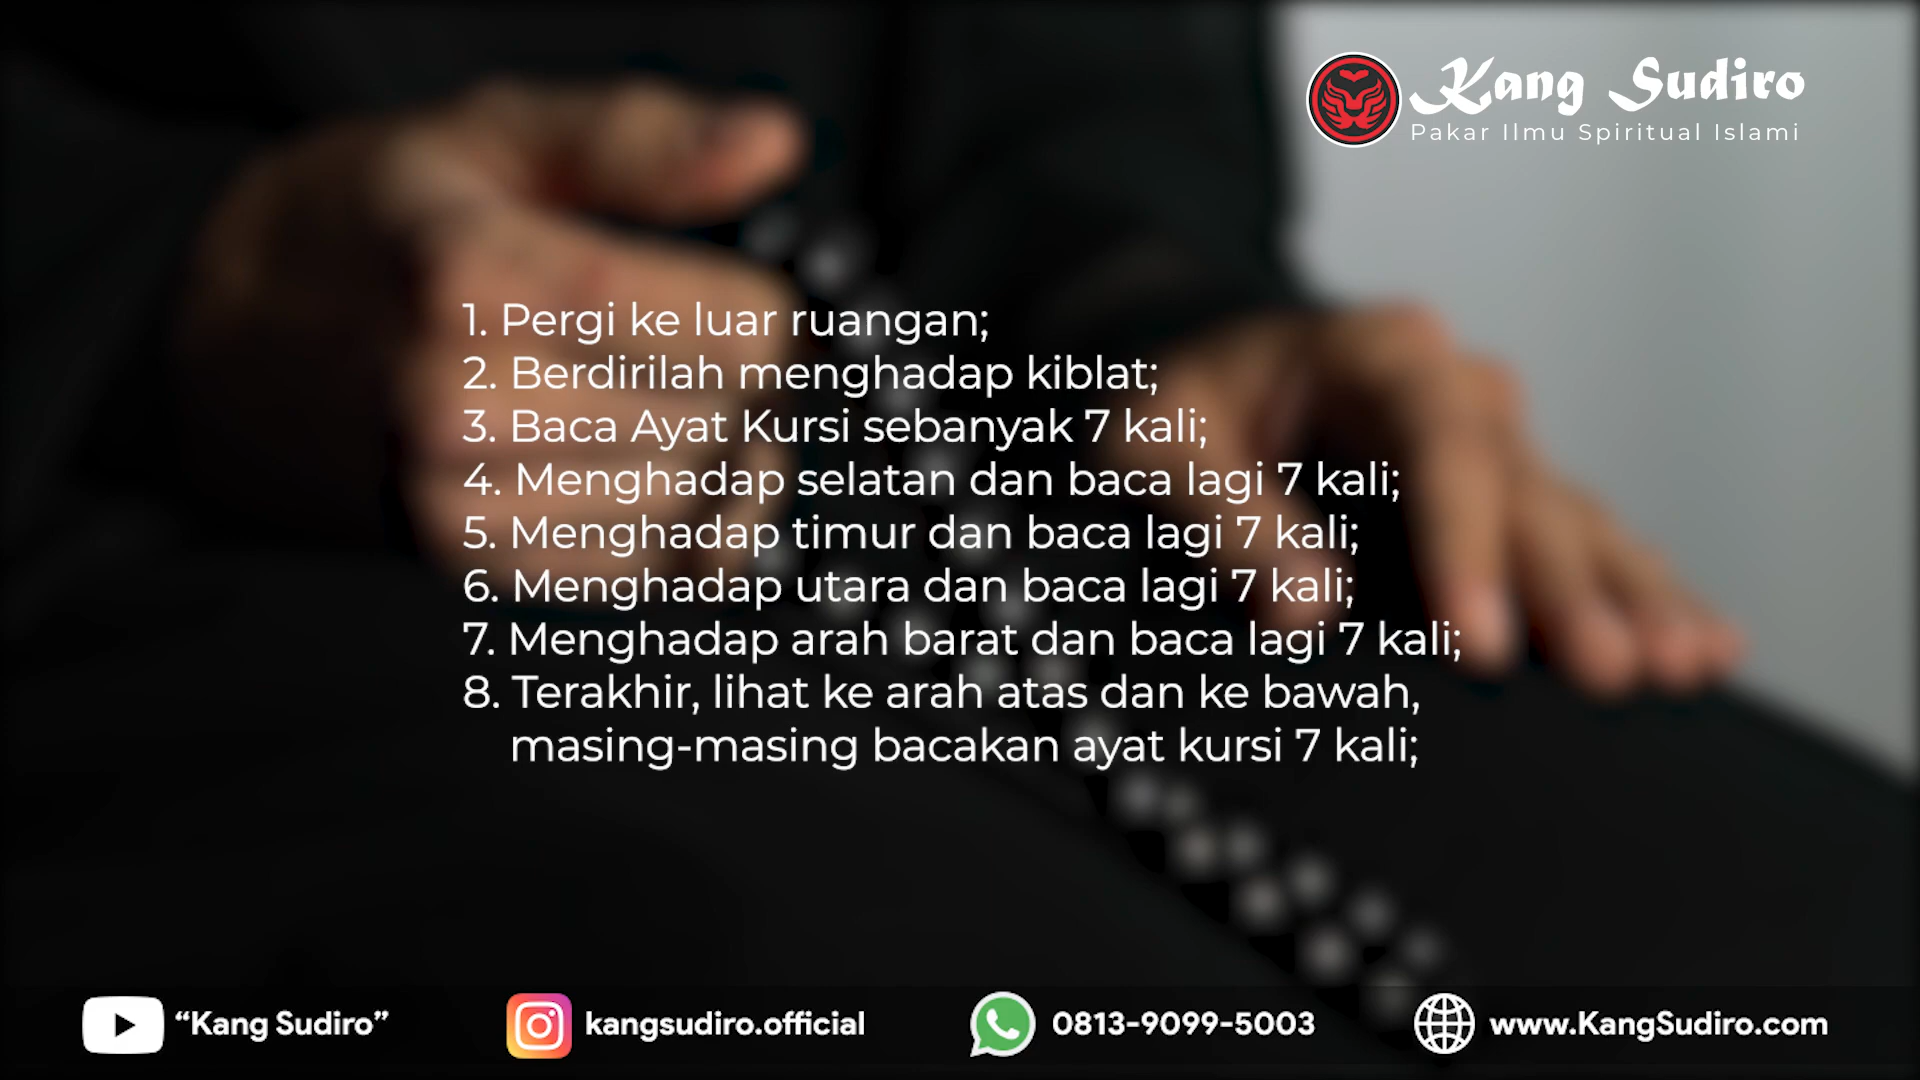 Kang Sudiro
Pakar Ilmu Spiritual Islami
1. Pergi ke luar ruangan;
2. Berdirilah menghadap kiblat;
3. Baca Ayat Kursi sebanyak 7 kali;
4. Menghadap selatan dan baca lagi 7 kali;
5. Menghadap timur dan baca lagi 7 kali;
6. Menghadap utara dan baca lagi 7 kali;
7. Menghadap arah barat dan baca lagi 7 kali;
8. Terakhir, lihat ke arah atas dan ke bawah,
masing-masing bacakan ayat kursi 7 kali;
“Kang Sudiro”
kangsudiro.official
0813-9099-5003
www.KangSudiro.com